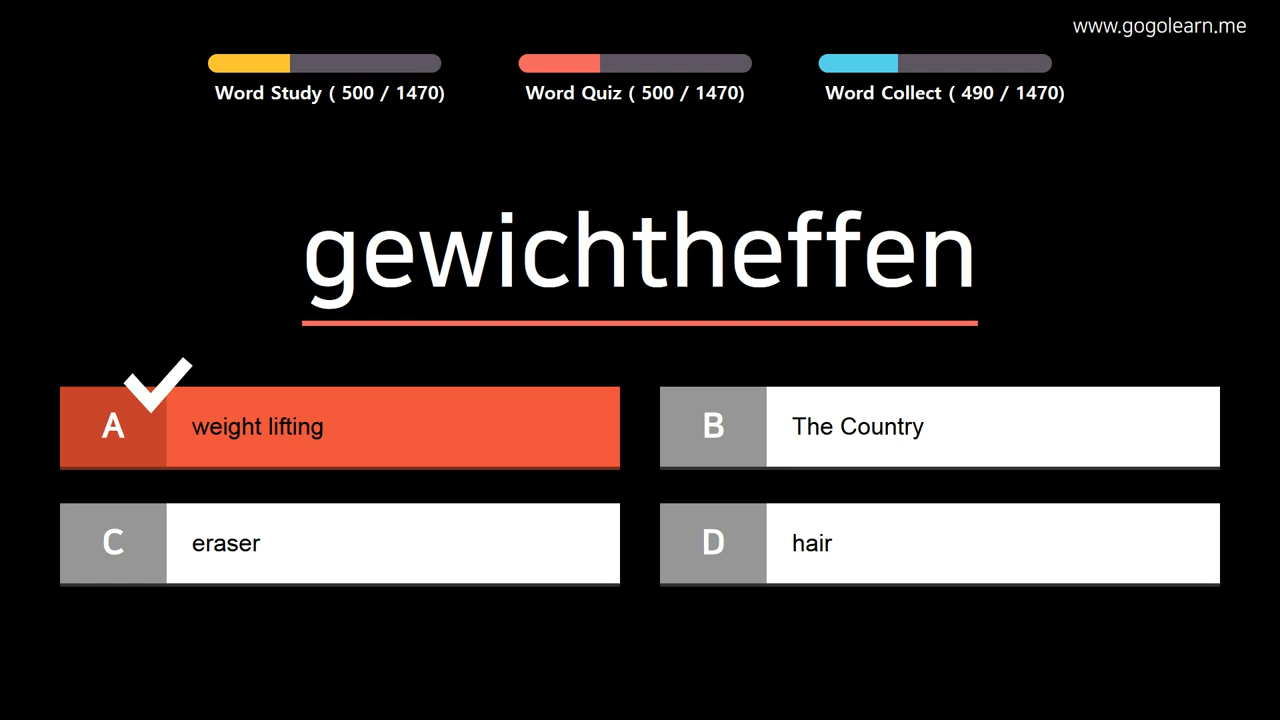 www.gogolearn.me
Word Study ( 500 / 1470)
Word Quiz ( 500 / 1470)
Word Collect ( 490 / 1470)
gewichtheffen
A
weight lifting
B
The Country
C
eraser
D
hair